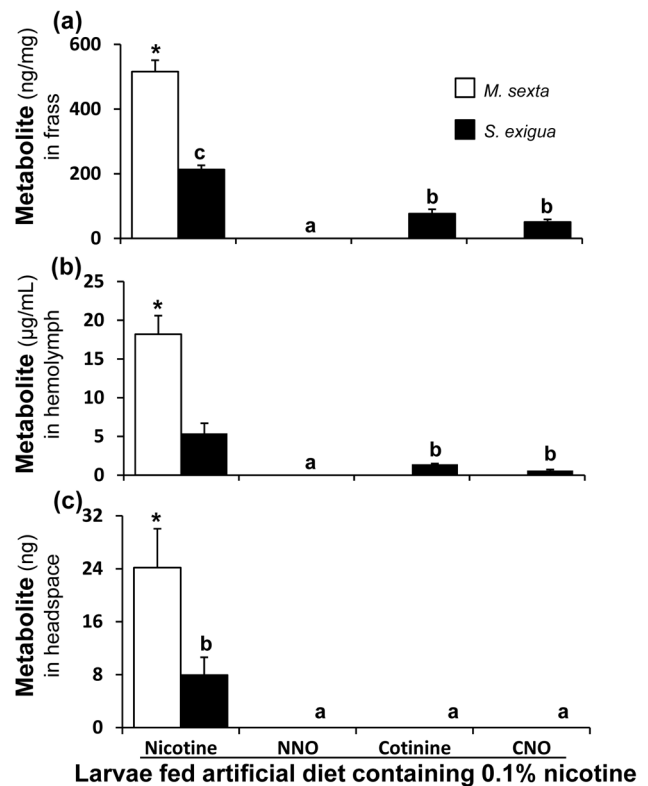 (a)
Metabolite (ng/mg)
in frass
600
400
200
0
*
c
a
b
b
M. sexta
S. exigua
(b)
Metabolite (µg/mL)
in hemolymph
25
20
15
10
5
0
*
a
b
b
(c)
Metabolite (ng)
in headspace
32
24
16
8
0
*
b
a
a
a
Nicotine NNO Cotinine CNO
Larvae fed artificial diet containing 0.1% nicotine